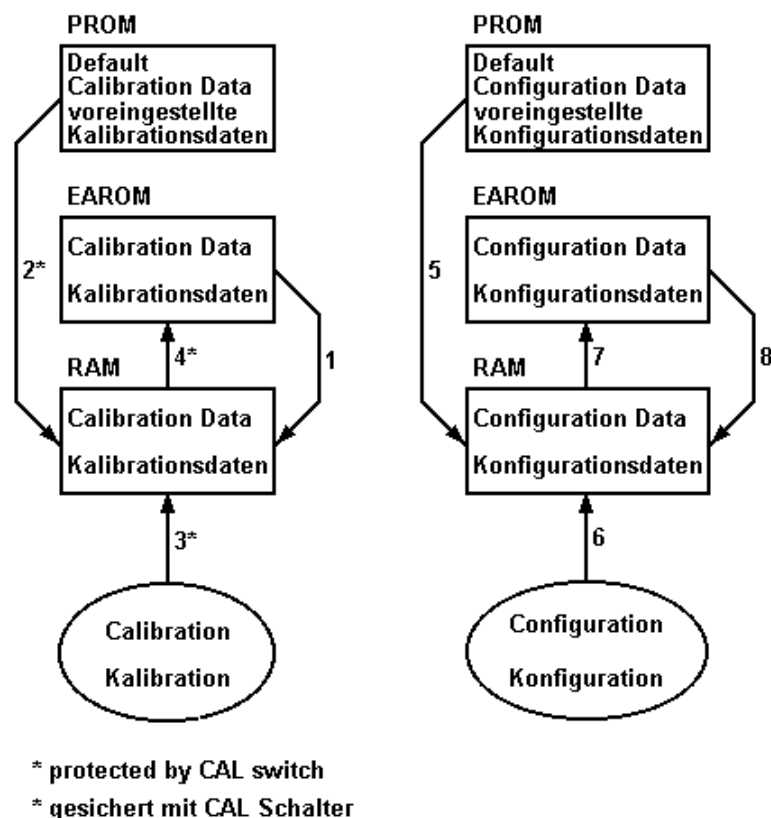 PROM
Default
Calibration Data
voreingestellte
Kalibrationsdaten
EAROM
Calibration Data
Kalibrationsdaten
2*
4*
1
RAM
Calibration Data
Kalibrationsdaten
3*
Calibration
Kalibration
PROM
Default
Configuration Data
voreingestellte
Konfigurationsdaten
EAROM
Configuration Data
Konfigurationsdaten
5
7
8
RAM
Configuration Data
Konfigurationsdaten
6
Configuration
Konfiguration
* protected by CAL switch
* gesichert mit CAL Schalter